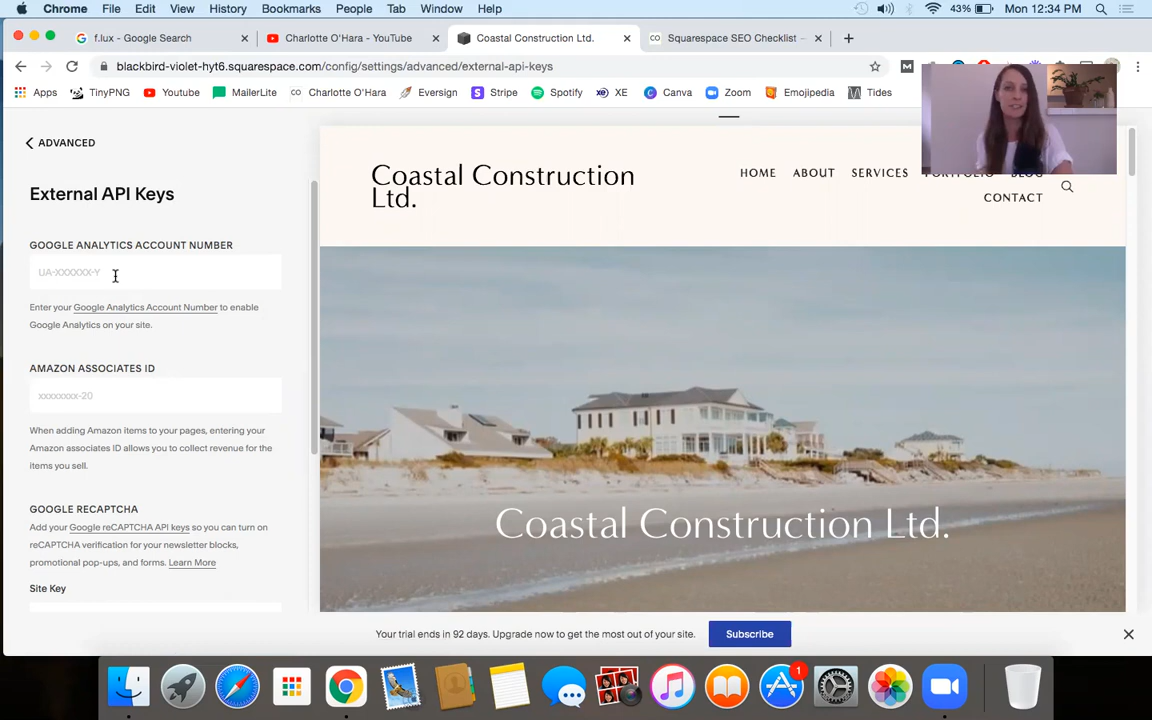 Chrome File Edit View History Bookmarks People Tab Window Help 43% Mon 12:34 PM
f.lux - Google Search Charlotte O'Hara - YouTube Coastal Construction Ltd. Squarespace SEO Checklist
blackbird-violet-hyt6.squarespace.com/config/settings/advanced/external-api-keys
Apps TinyPNG Youtube MailerLite CO Charlotte O'Hara Eversign Stripe Spotify XE Canva Zoom Emojipedia Tides
ADVANCED
External API Keys
GOOGLE ANALYTICS ACCOUNT NUMBER
UA-XXXXXX-Y
Enter your Google Analytics Account Number to enable
Google Analytics on your site.
AMAZON ASSOCIATES ID
xxxxxxxx-20
When adding Amazon items to your pages, entering your
Amazon associates ID allows you to collect revenue for the
items you sell.
GOOGLE RECAPTCHA
Add your Google reCAPTCHA API keys so you can turn on
reCAPTCHA verification for your newsletter blocks,
promotional pop-ups, and forms. Learn More
Site Key
Coastal Construction
Ltd.
HOME ABOUT SERVICES
CONTACT
Coastal Construction Ltd.
Your trial ends in 92 days. Upgrade now to get the most out of your site. Subscribe
1